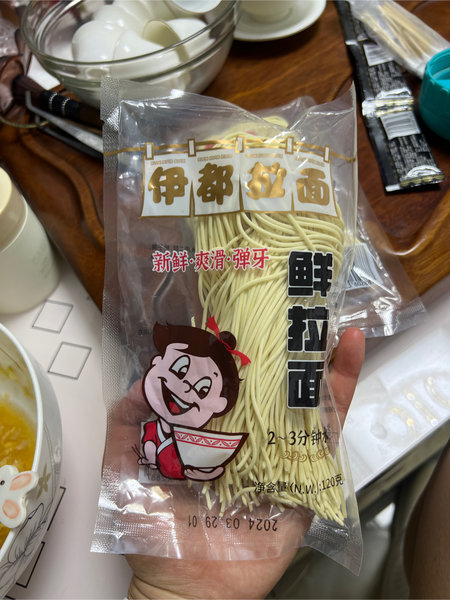 伊都拉面
新鲜·爽滑·弹牙
鲜拉面
2~3分钟
净含量(N.W.):120克
2024 03 29 01